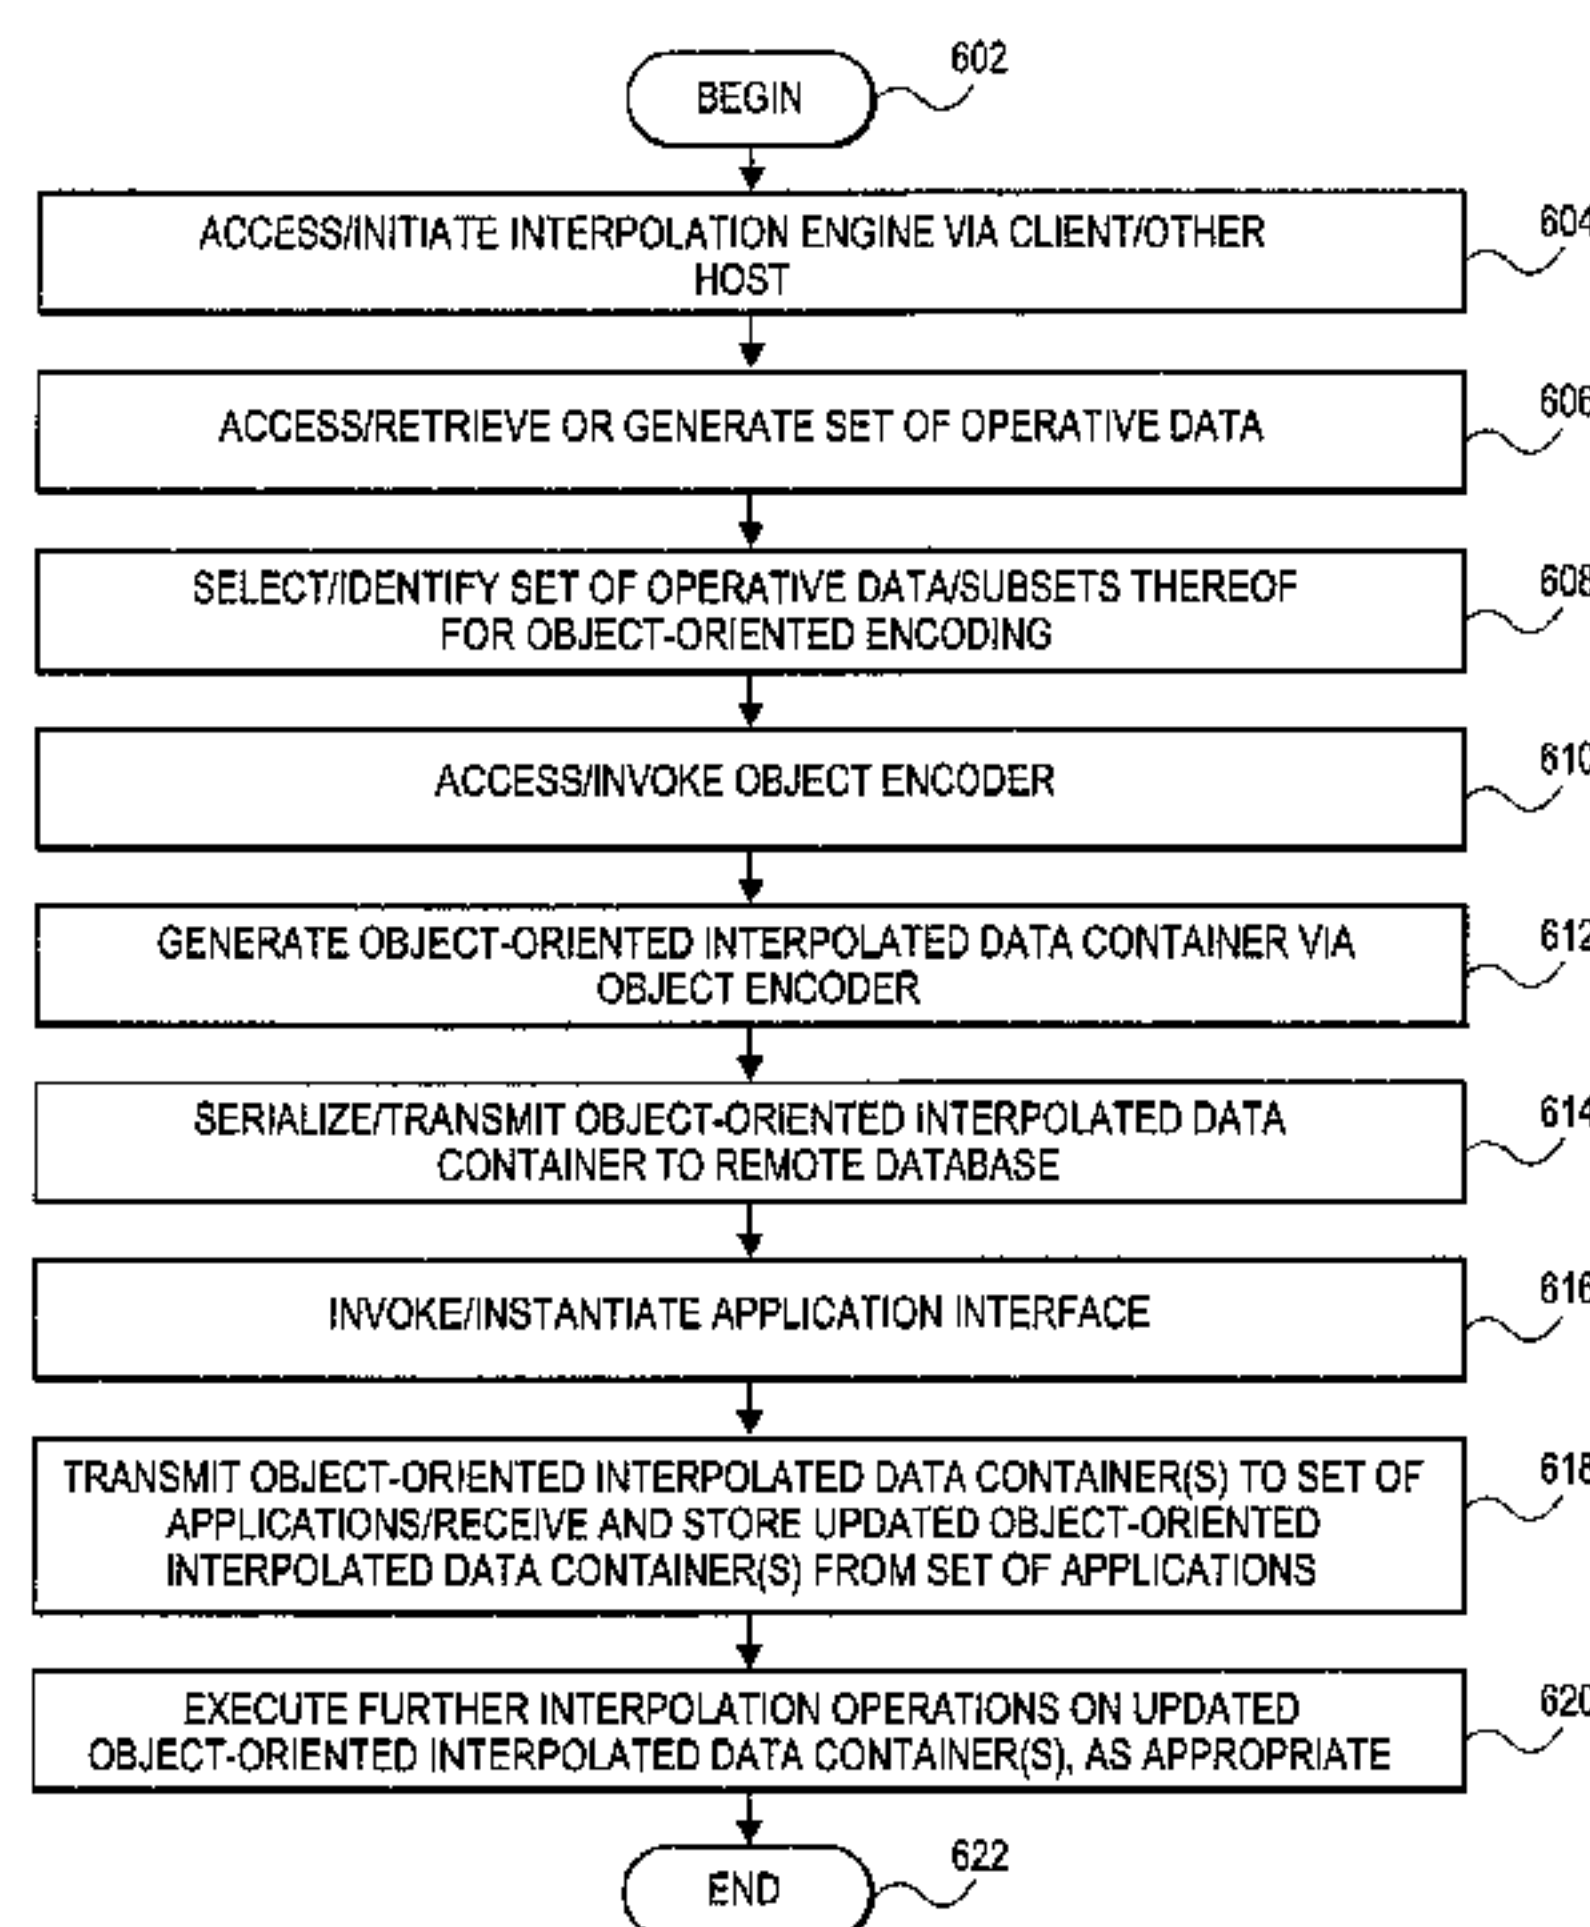 602
BEGIN
604
ACCESS/INITIATE INTERPOLATION ENGINE VIA CLIENT/OTHER
HOST
606
ACCESS/RETRIEVE OR GENERATE SET OF OPERATIVE DATA
608
SELECT/IDENTIFY SET OF OPERATIVE DATA/SUBSETS THEREOF
FOR OBJECT-ORIENTED ENCODING
610
ACCESS/INVOKE OBJECT ENCODER
612
GENERATE OBJECT-ORIENTED INTERPOLATED DATA CONTAINER VIA
OBJECT ENCODER
614
SERIALIZE/TRANSMIT OBJECT-ORIENTED INTERPOLATED DATA
CONTAINER TO REMOTE DATABASE
616
INVOKE/INSTANTIATE APPLICATION INTERFACE
618
TRANSMIT OBJECT-ORIENTED INTERPOLATED DATA CONTAINER(S) TO SET OF
APPLICATIONS/RECEIVE AND STORE UPDATED OBJECT-ORIENTED
INTERPOLATED DATA CONTAINER(S) FROM SET OF APPLICATIONS
620
EXECUTE FURTHER INTERPOLATION OPERATIONS ON UPDATED
OBJECT-ORIENTED INTERPOLATED DATA CONTAINER(S), AS APPROPRIATE
622
END